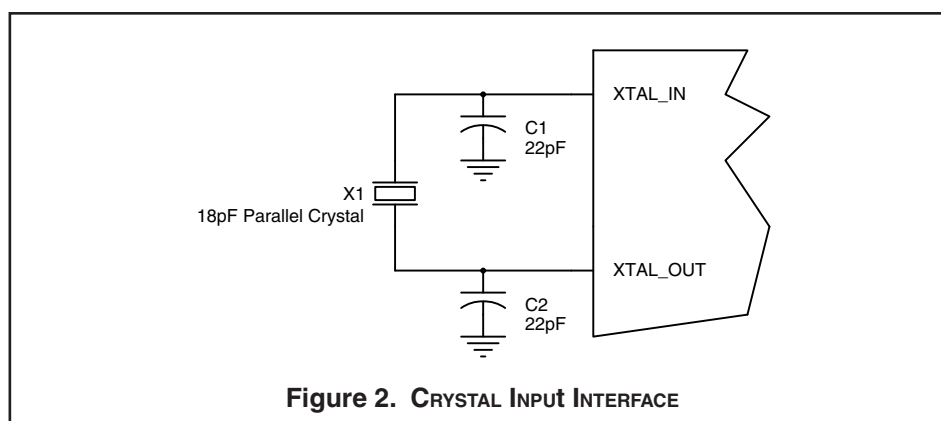 XTAL_IN
C1
22pF
X1
18pF Parallel Crystal
XTAL_OUT
C2
22pF
Figure 2. CRYSTAL INPUt INTERFACE